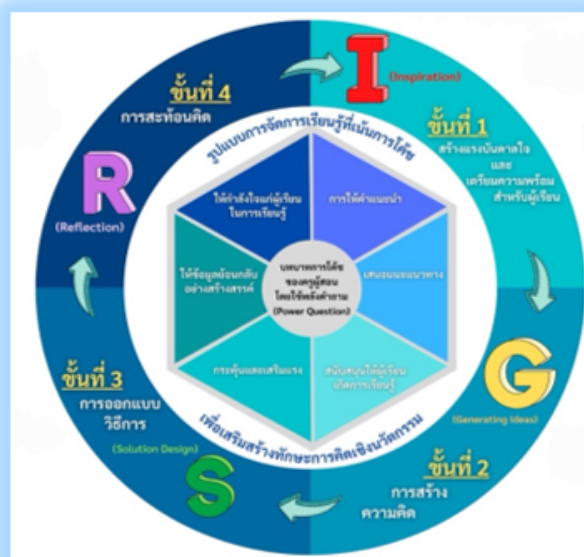 I
(Inspiration)
ขั้นที่ 1
สร้างแรงบันดาลใจ
และ
เตรียมความพร้อม
สำหรับผู้เรียน
G
(Generating Ideas)
ขั้นที่ 2
การสร้าง
ความคิด
S
(Solution Design)
ขั้นที่ 3
การออกแบบ
วิธีการ
R
(Reflection)
ขั้นที่ 4
การสะท้อนคิด
รูปแบบการจัดการเรียนรู้ที่เน้นการโค้ช
เพื่อเสริมสร้างทักษะการคิดเชิงนวัตกรรม
ให้กำลังใจแก่ผู้เรียน
ในการเรียนรู้
การให้คำแนะนำ
เสนอแนะแนวทาง
สนับสนุนให้ผู้เรียน
เกิดการเรียนรู้
กระตุ้นและเสริมแรง
ให้ข้อมูลย้อนกลับ
อย่างสร้างสรรค์
บทบาทการโค้ช
ของครูผู้สอน
โดยใช้พลังคำถาม
(Power Question)